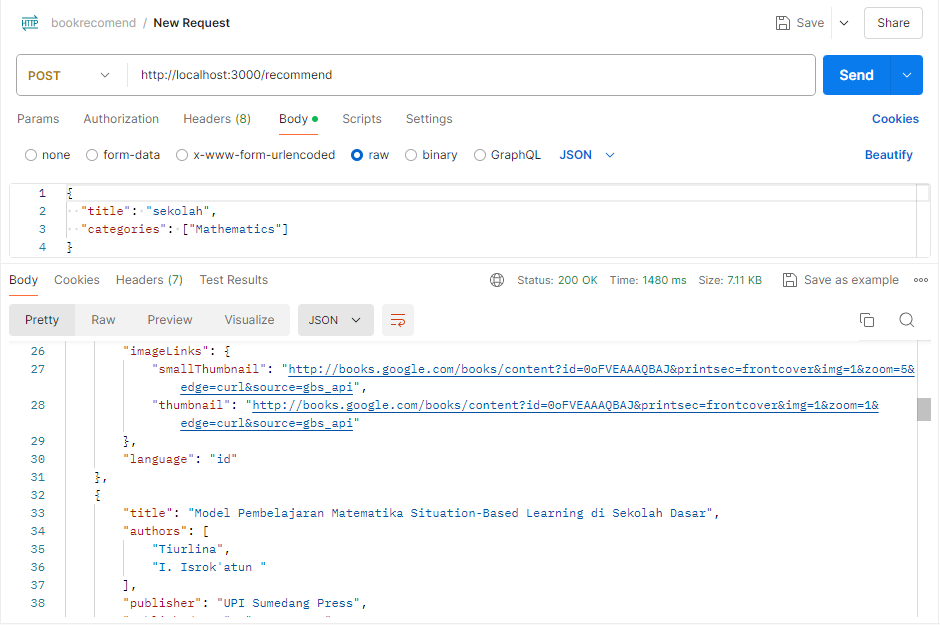 HTTP bookrecomend / New Request Save Share
POST http://localhost:3000/recommend Send
Params Authorization Headers (8) Body Scripts Settings Cookies
none form-data x-www-form-urlencoded raw binary GraphQL JSON Beautify
1 {
2 "title": "sekolah",
3 "categories": ["Mathematics"]
4 }
Body Cookies Headers (7) Test Results Status: 200 OK Time: 1480 ms Size: 7.11 KB Save as example
Pretty Raw Preview Visualize JSON
26 "imageLinks": {
27 "smallThumbnail": "http://books.google.com/books/content?id=0oFVEAAAQBAJ&printsec=frontcover&img=1&zoom=5&
edge=curl&source=gbs_api",
28 "thumbnail": "http://books.google.com/books/content?id=0oFVEAAAQBAJ&printsec=frontcover&img=1&zoom=1&
edge=curl&source=gbs_api"
29 },
30 "language": "id"
31 },
32 {
33 "title": "Model Pembelajaran Matematika Situation-Based Learning di Sekolah Dasar",
34 "authors": [
35 "Tiurlina",
36 "I. Isrok'atun "
37 ],
38 "publisher": "UPI Sumedang Press",